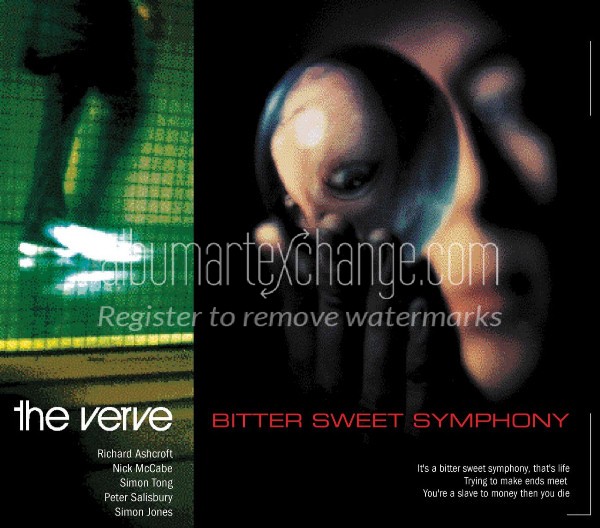 albumartexchange.com
Register to remove watermarks
the verve
BITTER SWEET SYMPHONY
Richard Ashcroft
Nick McCabe
Simon Tong
Peter Salisbury
Simon Jones
It's a bitter sweet symphony, that's life
Trying to make ends meet
You're a slave to money then you die